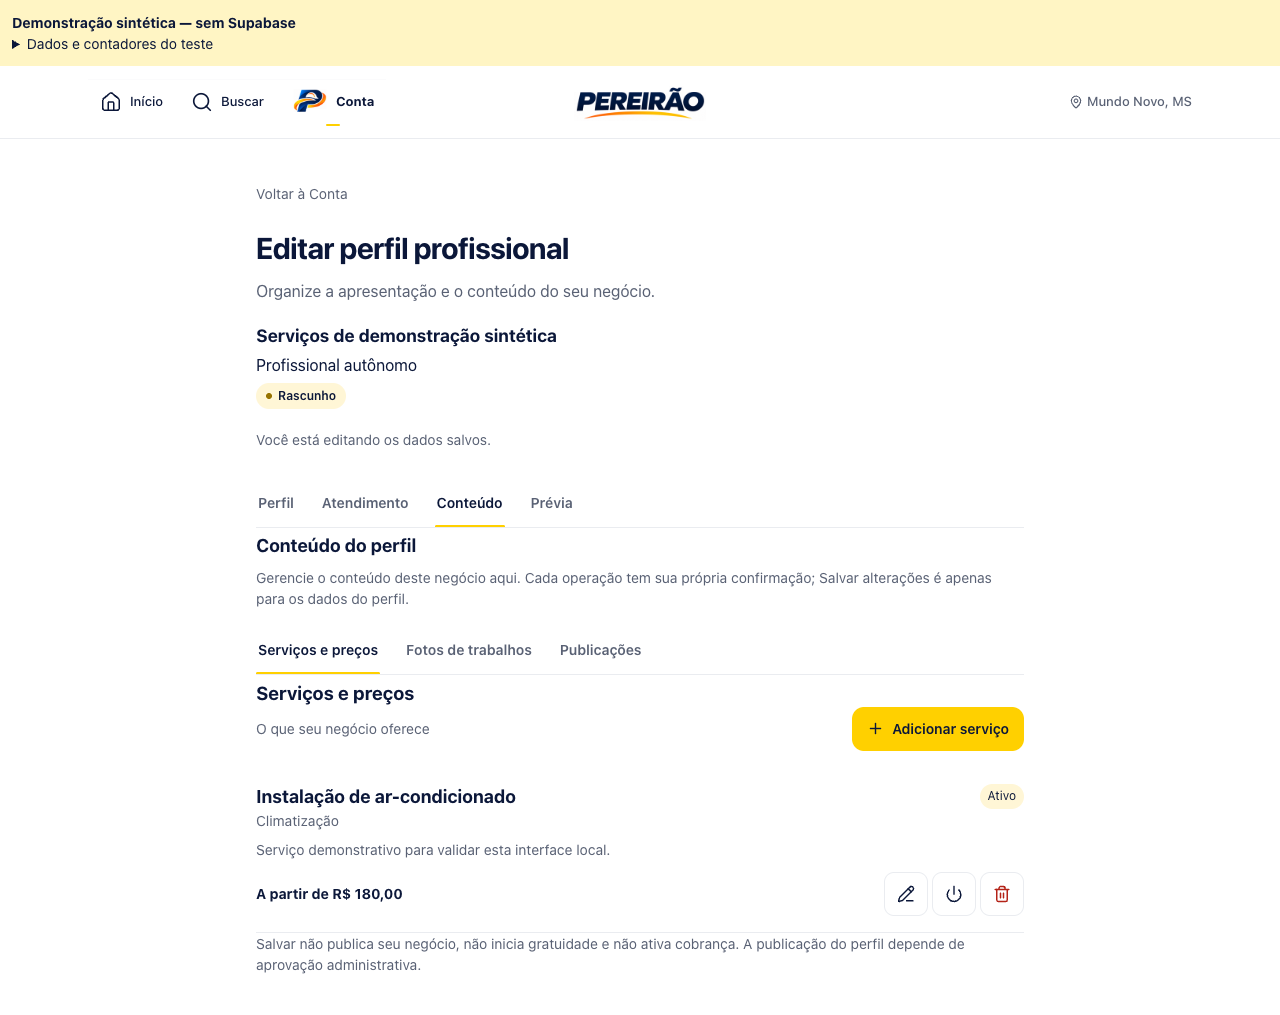 Demonstração sintética — sem Supabase
Dados e contadores do teste
Início
Buscar
Conta
PEREIRÃO
Mundo Novo, MS
Voltar à Conta
Editar perfil profissional
Organize a apresentação e o conteúdo do seu negócio.
Serviços de demonstração sintética
Profissional autônomo
Rascunho
Você está editando os dados salvos.
Perfil
Atendimento
Conteúdo
Prévia
Conteúdo do perfil
Gerencie o conteúdo deste negócio aqui. Cada operação tem sua própria confirmação; Salvar alterações é apenas
para os dados do perfil.
Serviços e preços
Fotos de trabalhos
Publicações
Serviços e preços
O que seu negócio oferece
Adicionar serviço
Instalação de ar-condicionado
Ativo
Climatização
Serviço demonstrativo para validar esta interface local.
A partir de R$ 180,00
Salvar não publica seu negócio, não inicia gratuidade e não ativa cobrança. A publicação do perfil depende de
aprovação administrativa.